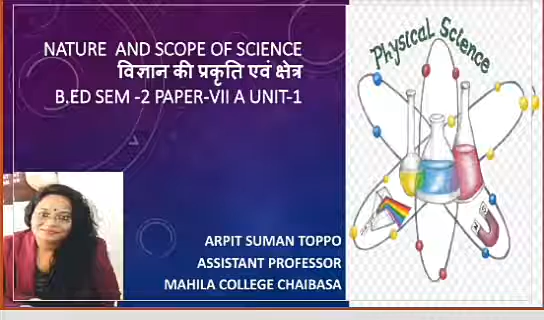 NATURE AND SCOPE OF SCIENCE
विज्ञान की प्रकृति एवं क्षेत्र
B.ED SEM -2 PAPER-VII A UNIT-1
Physical Science
ARPIT SUMAN TOPPO
ASSISTANT PROFESSOR
MAHILA COLLEGE CHAIBASA